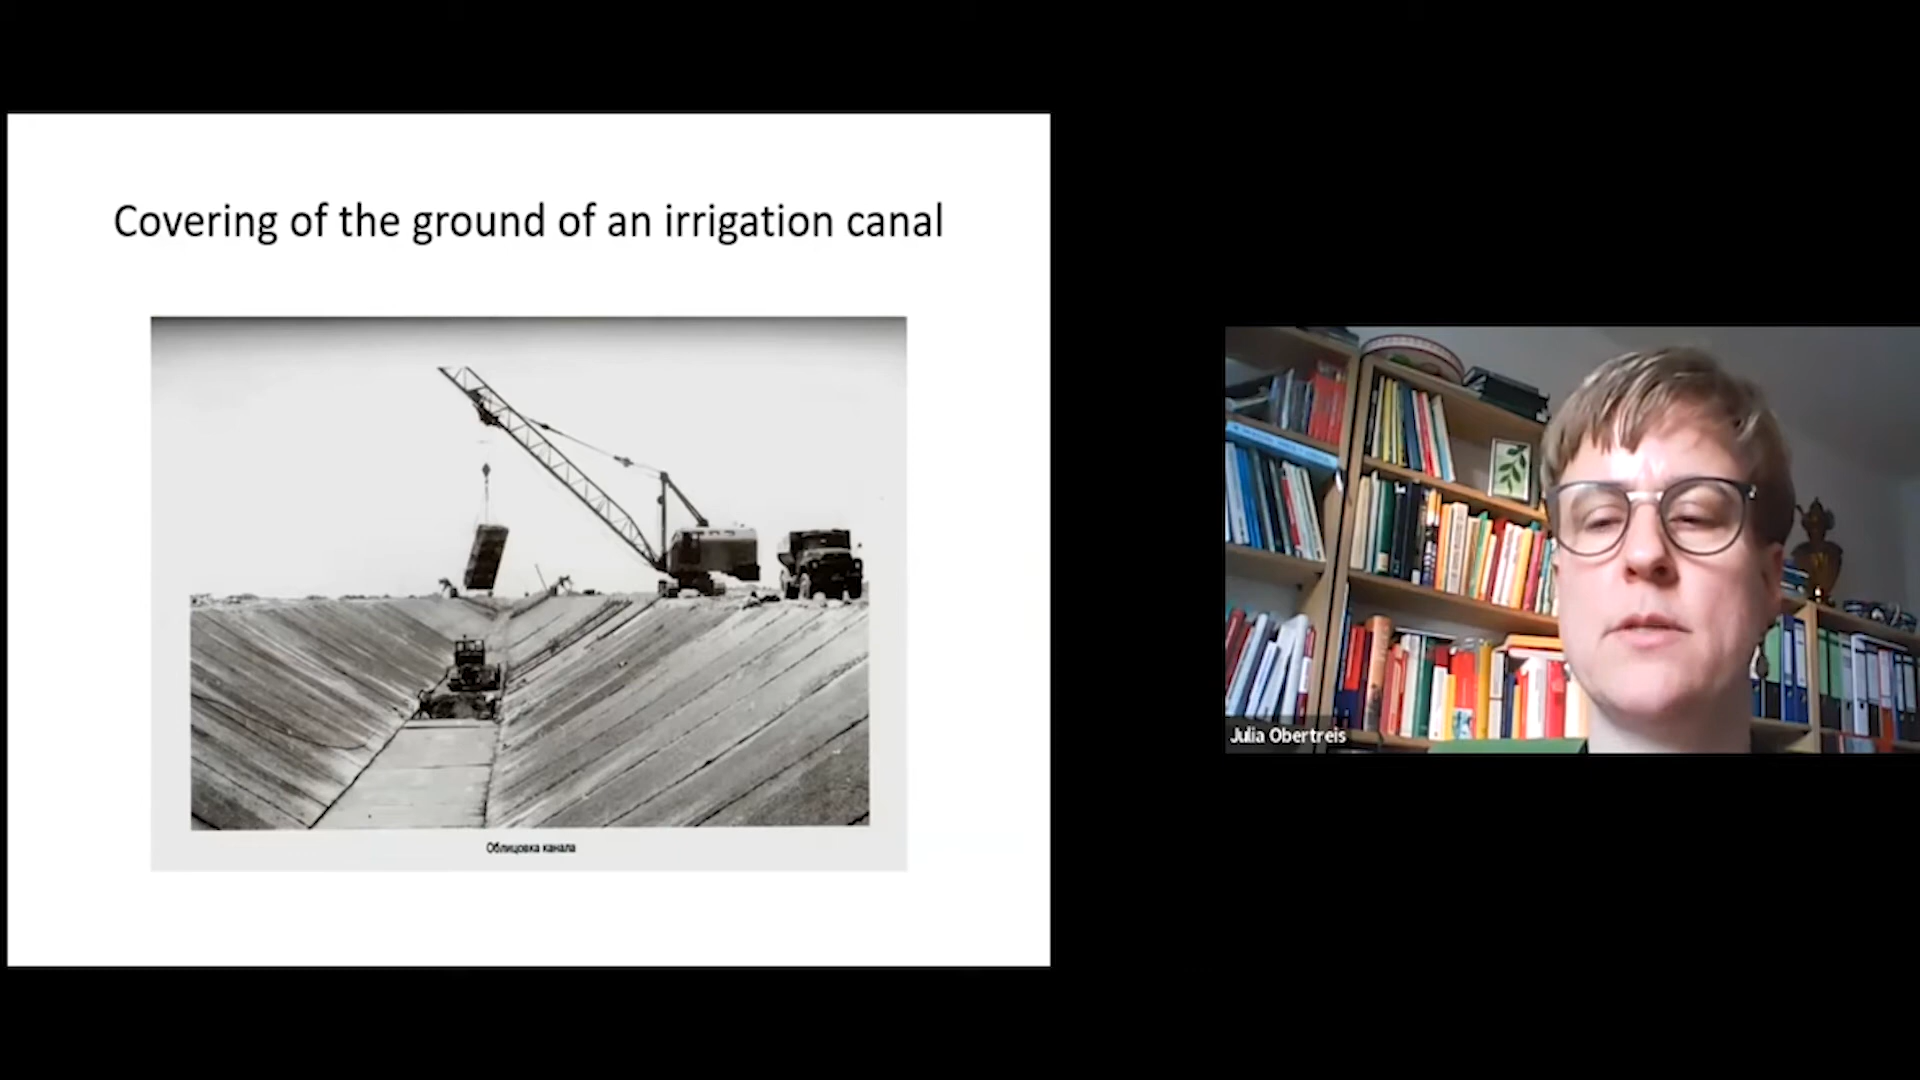 Covering of the ground of an irrigation canal
Облицовка канала
Julia Obertreis